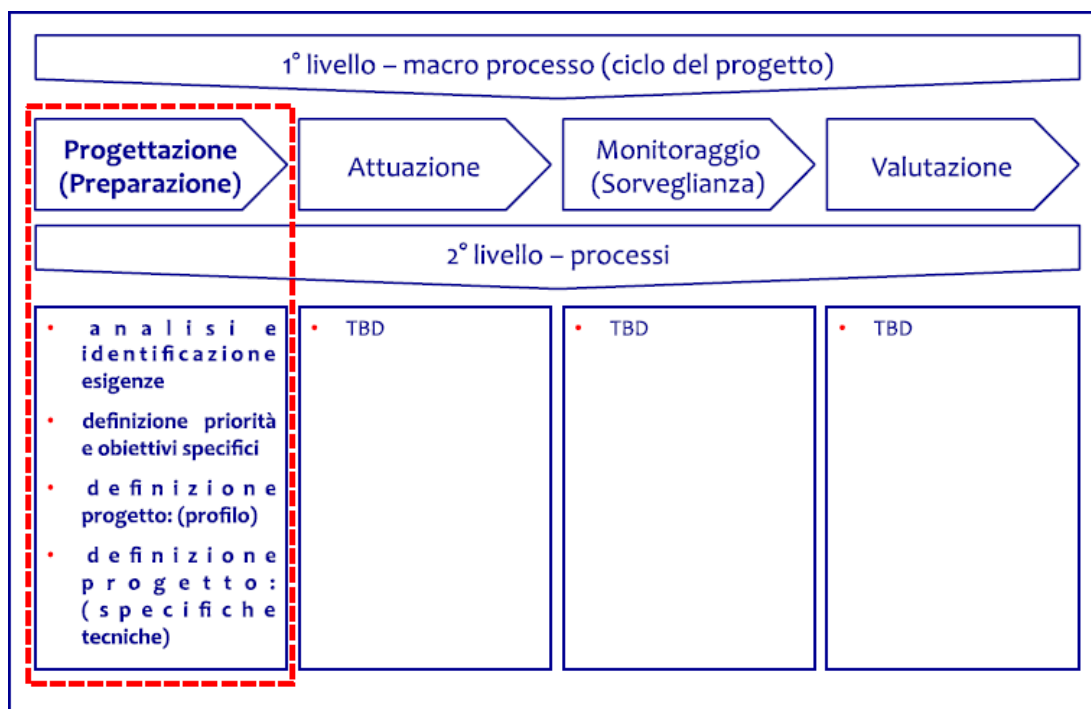 1° livello – macro processo (ciclo del progetto)
Progettazione
(Preparazione)
Attuazione
Monitoraggio
(Sorveglianza)
Valutazione
2° livello – processi
• analisi e
identificazione
esigenze
• definizione priorità
e obiettivi specifici
• definizione
progetto: (profilo)
• definizione
progetto:
(specifiche
tecniche)
• TBD
• TBD
• TBD